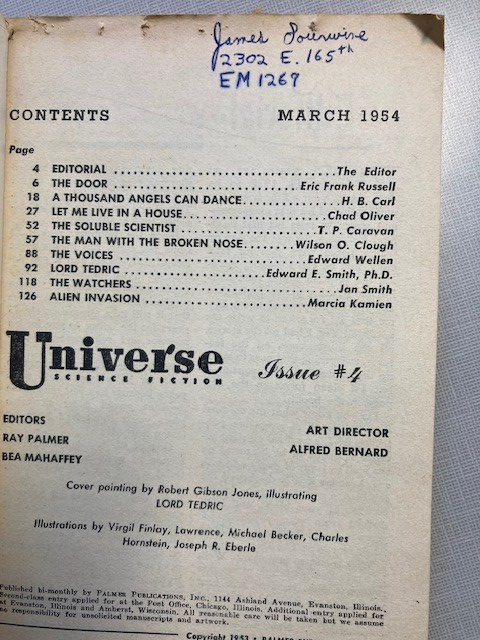 James Sourwine
2302 E. 165th
EM 1267
CONTENTS MARCH 1954
Page
4 EDITORIAL ..................................... The Editor
6 THE DOOR ............................... Eric Frank Russell
18 A THOUSAND ANGELS CAN DANCE............... H. B. Carl
27 LET ME LIVE IN A HOUSE....................... Chad Oliver
52 THE SOLUBLE SCIENTIST ..................... T. P. Caravan
57 THE MAN WITH THE BROKEN NOSE........ Wilson O. Clough
88 THE VOICES ............................... Edward Wellen
92 LORD TEDRIC ....................... Edward E. Smith, Ph.D.
118 THE WATCHERS ............................... Jan Smith
126 ALIEN INVASION .......................... Marcia Kamien
Universe Issue #4
SCIENCE FICTION
EDITORS
RAY PALMER
BEA MAHAFFEY
ART DIRECTOR
ALFRED BERNARD
Cover painting by Robert Gibson Jones, illustrating
LORD TEDRIC
Illustrations by Virgil Finlay, Lawrence, Michael Becker, Charles
Hornstein, Joseph R. Eberle
Published bi-monthly by PALMER PUBLICATIONS, INC., 1144 Ashland Avenue, Evanston, Illinois.
Second-class entry applied for at the Post Office, Chicago, Illinois. Additional entry applied for
at Evanston, Illinois and Amherst, Wisconsin. All reasonable care will be taken but we assume
no responsibility for unsolicited manuscripts and artwork.
Copyright 1953 • PALMER